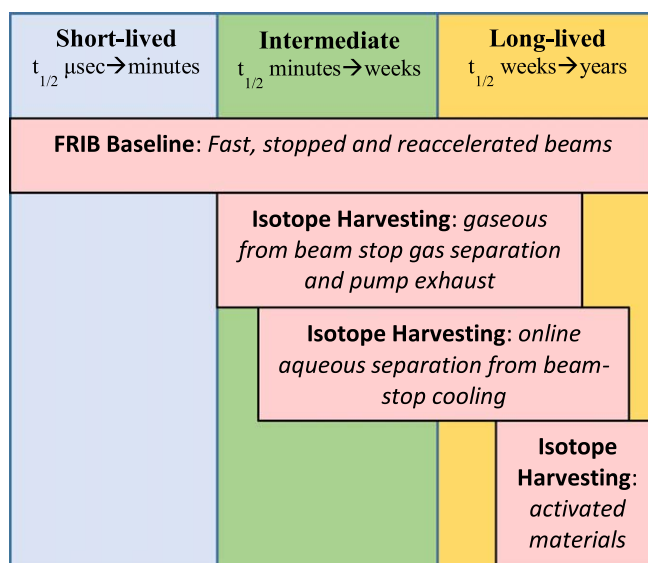 Short-lived
t1/2 μsec→minutes
Intermediate
t1/2 minutes→weeks
Long-lived
t1/2 weeks→years
FRIB Baseline: Fast, stopped and reaccelerated beams
Isotope Harvesting: gaseous
from beam stop gas separation
and pump exhaust
Isotope Harvesting: online
aqueous separation from beam-
stop cooling
Isotope
Harvesting:
activated
materials